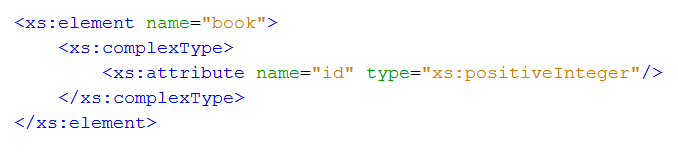 <xs:element name="book">
    <xs:complexType>
        <xs:attribute name="id" type="xs:positiveInteger"/>
    </xs:complexType>
</xs:element>